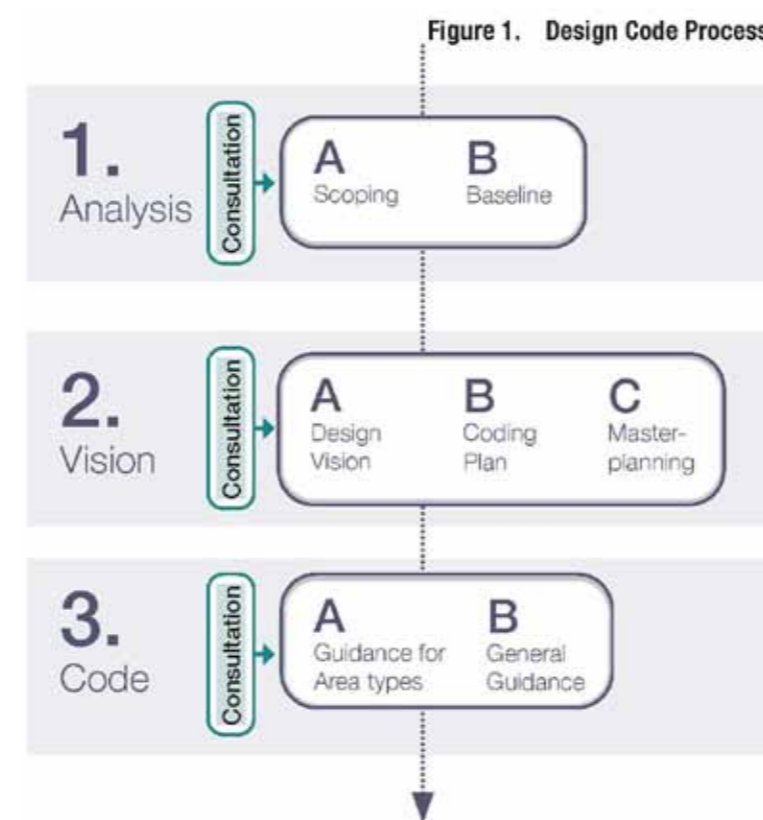 Figure 1. Design Code Process
1.
Analysis
Consultation
A
Scoping
B
Baseline
2.
Vision
Consultation
A
Design
Vision
B
Coding
Plan
C
Master-
planning
3.
Code
Consultation
A
Guidance for
Area types
B
General
Guidance